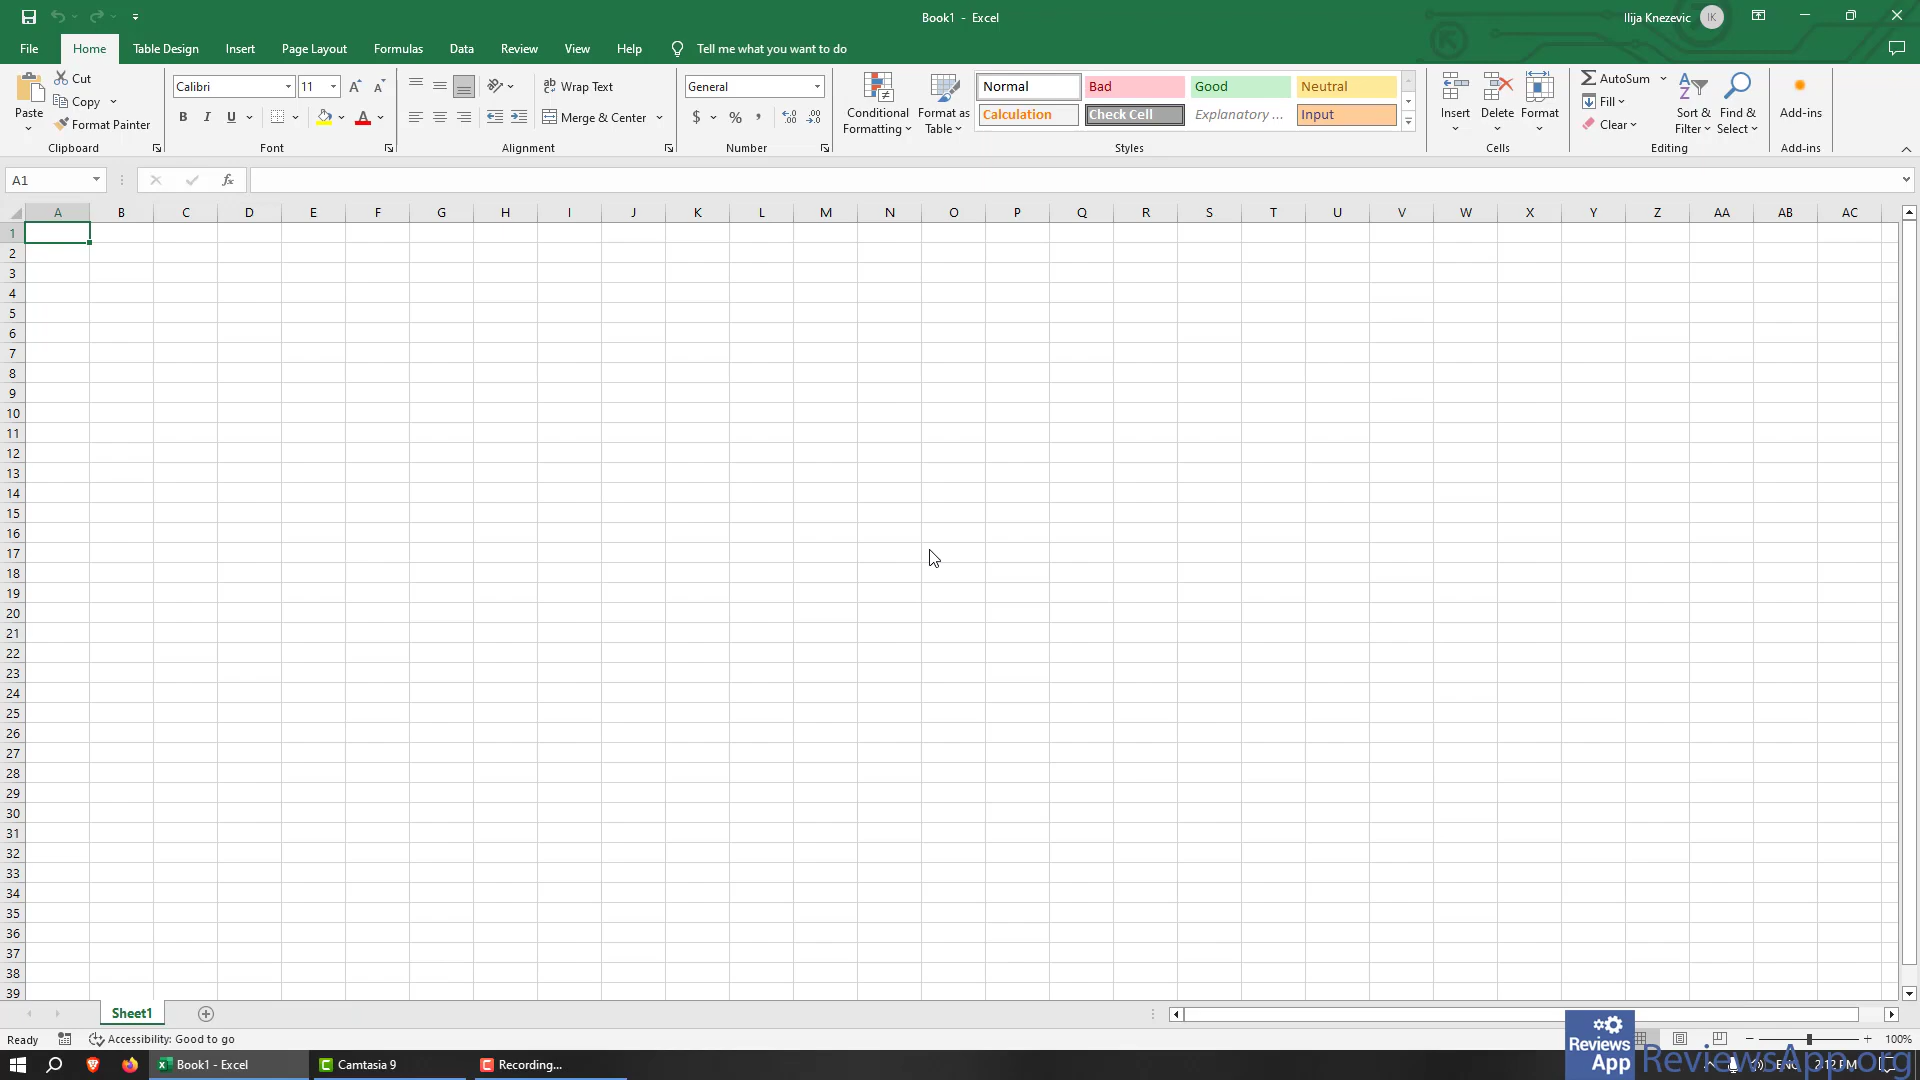 Book1 - Excel
Ilija Knezevic IK
File Home Table Design Insert Page Layout Formulas Data Review View Help Tell me what you want to do
Paste
Cut
Copy
Format Painter
Clipboard
Calibri 11
B I U A
Font
Wrap Text
Merge & Center
Alignment
General
$ % ,
Number
Conditional
Formatting
Format as
Table
Normal Bad Good Neutral
Calculation Check Cell Explanatory ... Input
Styles
Insert Delete Format
Cells
AutoSum
Fill
Clear
Sort &
Filter
Find &
Select
Editing
Add-ins
Add-ins
A1 fx
A B C D E F G H I J K L M N O P Q R S T U V W X Y Z AA AB AC
1
2
3
4
5
6
7
8
9
10
11
12
13
14
15
16
17
18
19
20
21
22
23
24
25
26
27
28
29
30
31
32
33
34
35
36
37
38
39
Sheet1
Ready Accessibility: Good to go 100%
Book1 - Excel Camtasia 9 Recording... 2:12 PM
Reviews
App
ReviewsApp.org